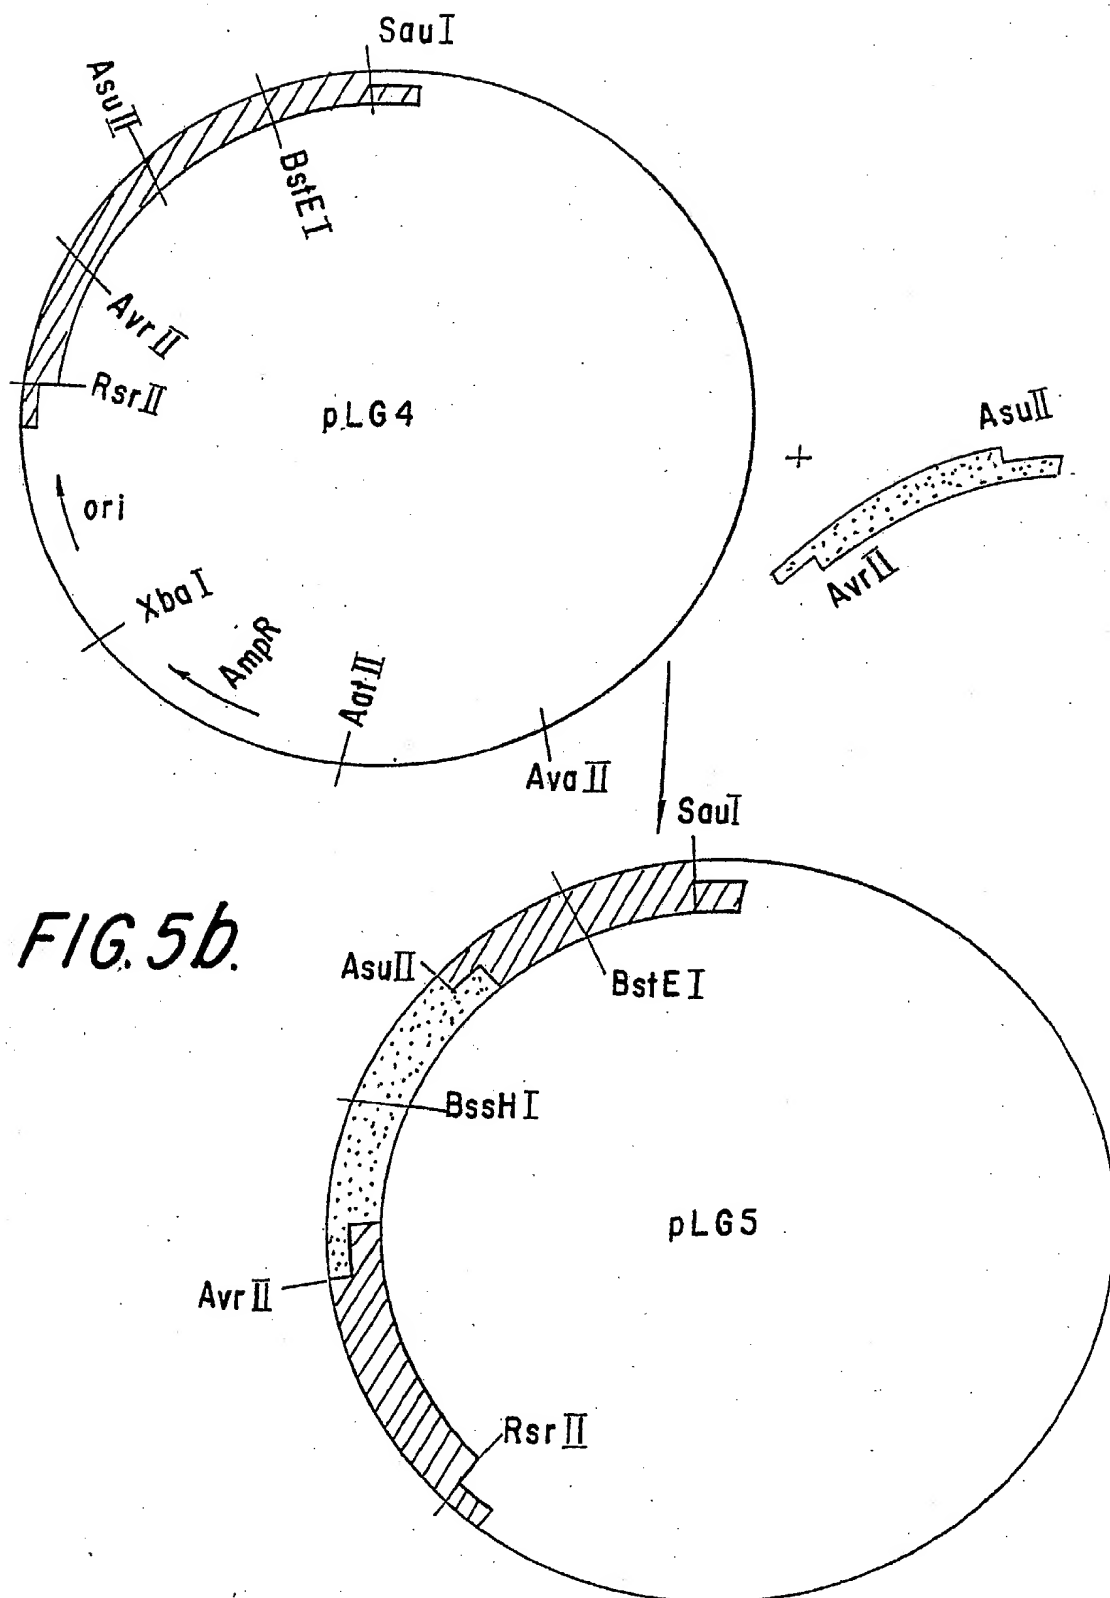 SauI
AsuII
BstEI
AvrII
RsrII
pLG4
AsuII
+
AvrII
ori
XbaI
AmpR
AatII
AvaII
SauI
FIG. 5b.
AsuII
BstEI
BssHI
pLG5
AvrII
RsrII